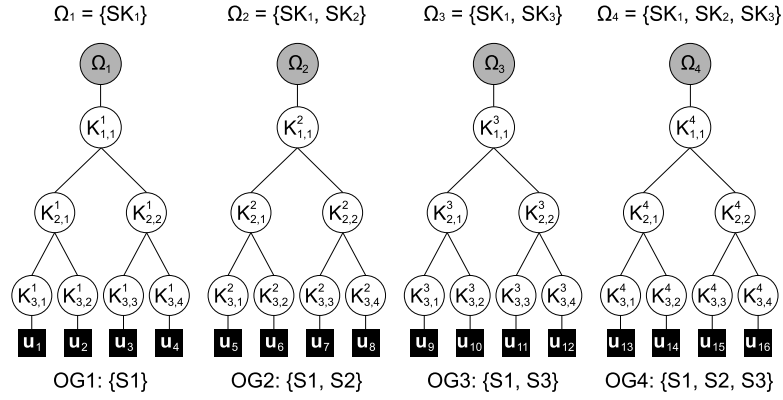 Ω₁ = {SK₁} Ω₂ = {SK₁, SK₂} Ω₃ = {SK₁, SK₃} Ω₄ = {SK₁, SK₂, SK₃}
Ω₁ Ω₂ Ω₃ Ω₄
K¹₁,₁ K²₁,₁ K³₁,₁ K⁴₁,₁
K¹₂,₁ K¹₂,₂ K²₂,₁ K²₂,₂ K³₂,₁ K³₂,₂ K⁴₂,₁ K⁴₂,₂
K¹₃,₁ K¹₃,₂ K¹₃,₃ K¹₃,₄ K²₃,₁ K²₃,₂ K²₃,₃ K²₃,₄ K³₃,₁ K³₃,₂ K³₃,₃ K³₃,₄ K⁴₃,₁ K⁴₃,₂ K⁴₃,₃ K⁴₃,₄
u₁ u₂ u₃ u₄ u₅ u₆ u₇ u₈ u₉ u₁₀ u₁₁ u₁₂ u₁₃ u₁₄ u₁₅ u₁₆
OG1: {S1} OG2: {S1, S2} OG3: {S1, S3} OG4: {S1, S2, S3}